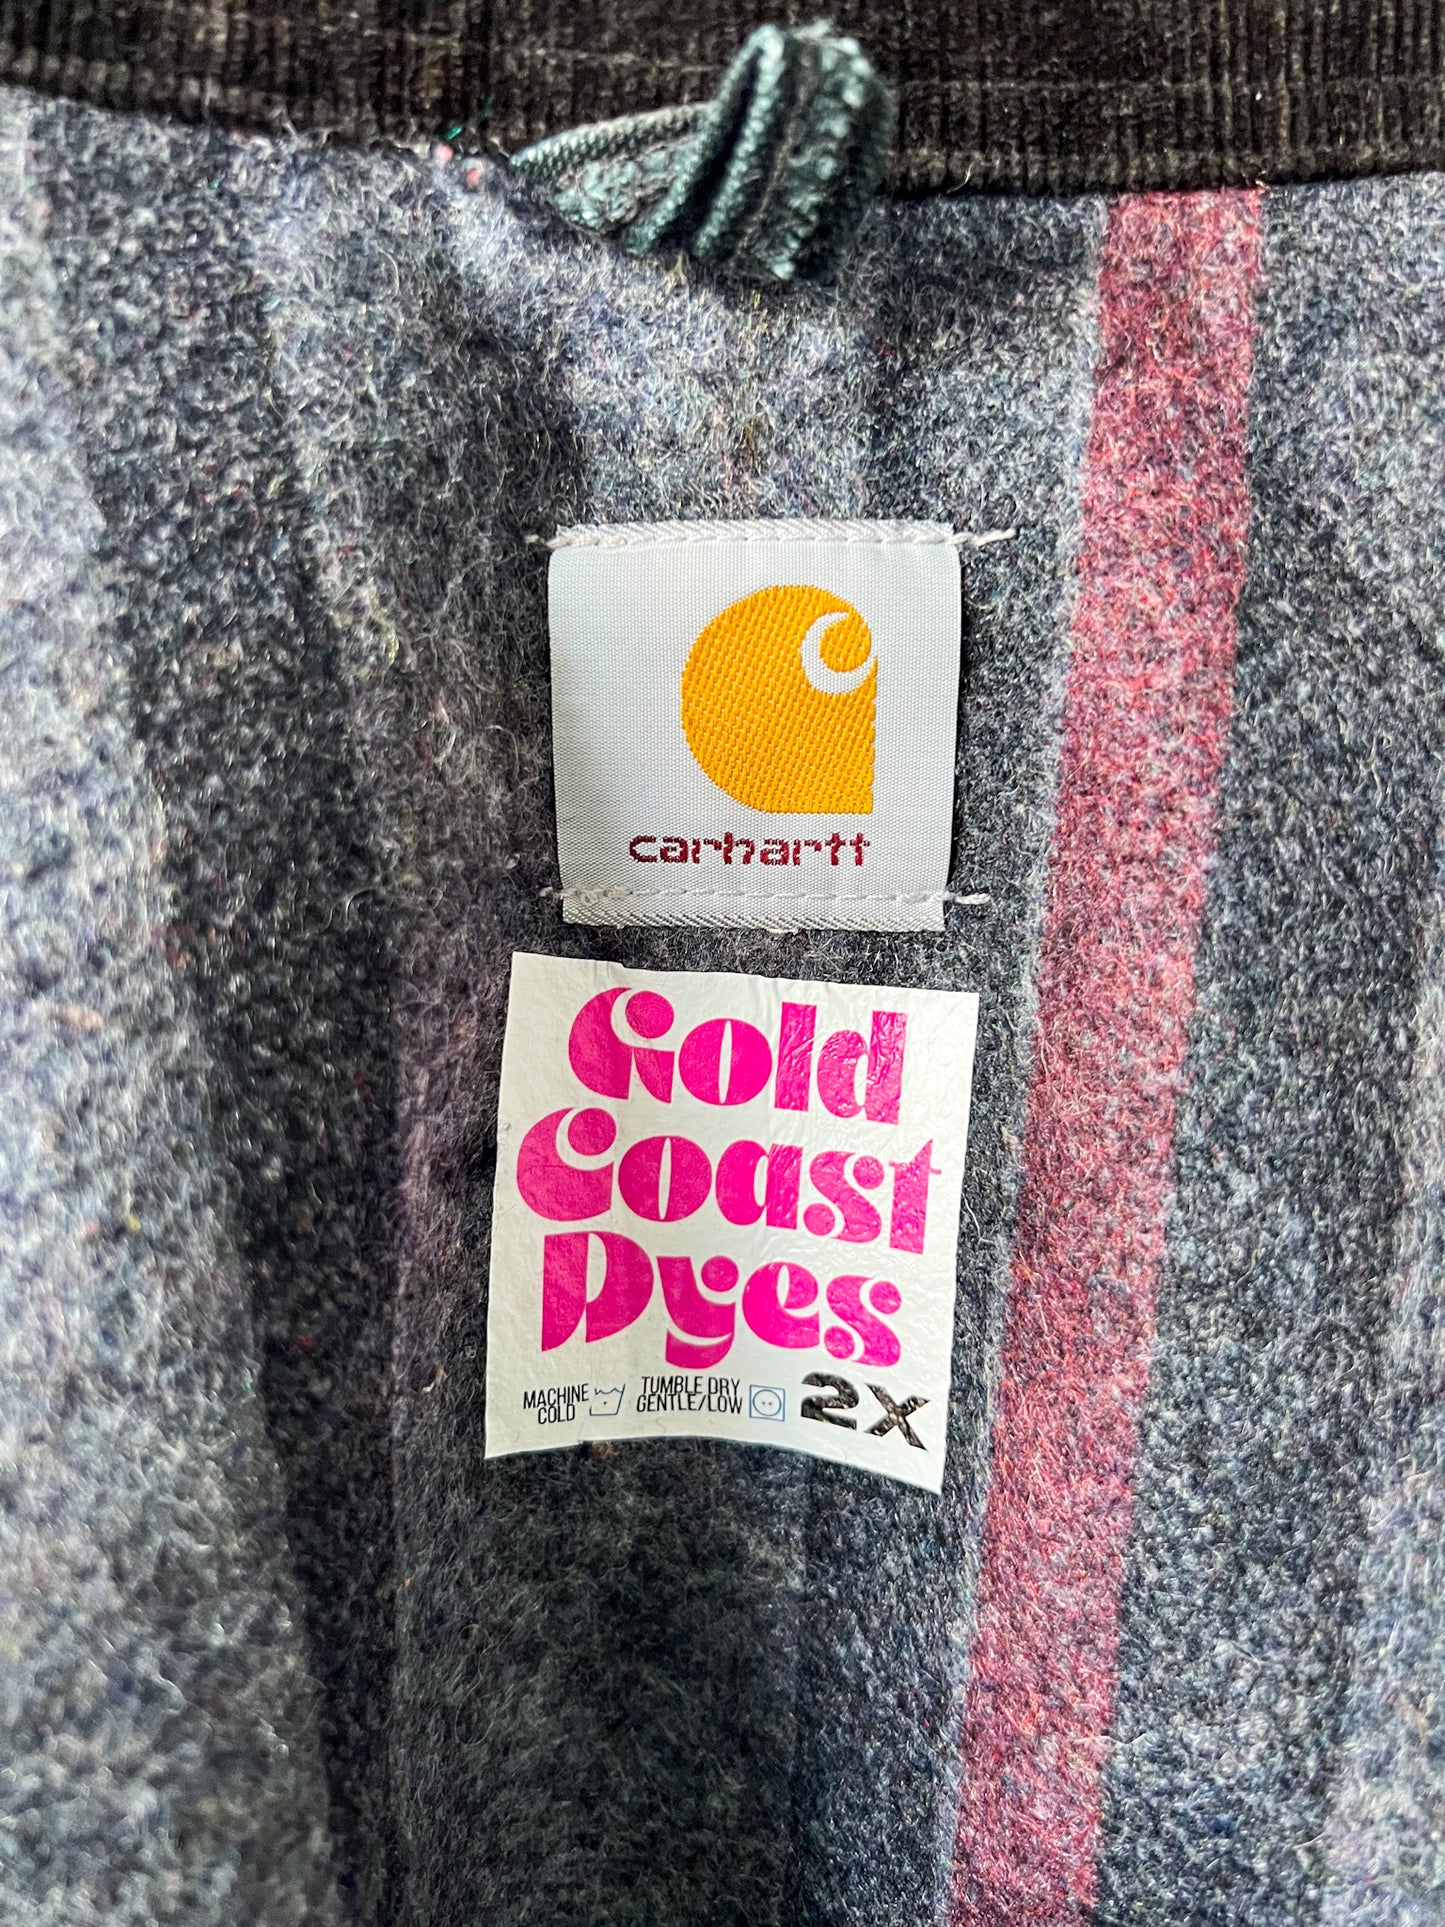 carhartt
Gold
Coast
Dyes
MACHINE
COLD
TUMBLE DRY
GENTLE/LOW
2X